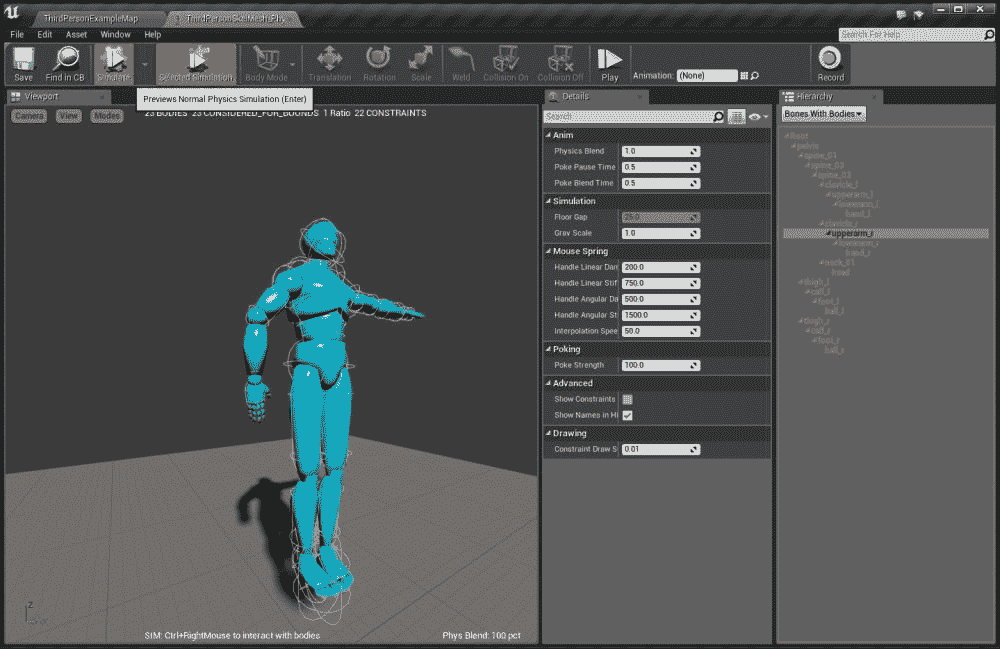 ThirdPersonExampleMap
ThirdPersonSkelMesh_Phy
File Edit Asset Window Help
Search For Help
Save
Find in CB
Simulate
Selected Simulation
Body Mode
Translation
Rotation
Scale
Weld
Collision On
Collision Off
Play
Animation: (None)
Record
Viewport
Previews Normal Physics Simulation (Enter)
Camera View Modes
23 BODIES 23 CONSIDERED_FOR_BOUNDS 1 Ratio 22 CONSTRAINTS
Z
SIM: Ctrl+RightMouse to interact with bodies
Phys Blend: 100 pct
Details
Search
Anim
Physics Blend 1.0
Poke Pause Time 0.5
Poke Blend Time 0.5
Simulation
Floor Gap 25.0
Grav Scale 1.0
Mouse Spring
Handle Linear Dam 200.0
Handle Linear Stif 750.0
Handle Angular Da 500.0
Handle Angular Sti 1500.0
Interpolation Spee 50.0
Poking
Poke Strength 100.0
Advanced
Show Constraints
Show Names in Hi
Drawing
Constraint Draw S 0.01
Hierarchy
Bones With Bodies
Root
pelvis
spine_01
spine_02
spine_03
clavicle_l
upperarm_l
lowerarm_l
hand_l
clavicle_r
upperarm_r
lowerarm_r
hand_r
neck_01
head
thigh_l
calf_l
foot_l
ball_l
thigh_r
calf_r
foot_r
ball_r